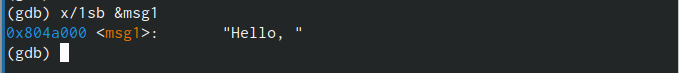 (gdb) x/1sb &msg1
0x804a000 <msg1>:       "Hello, "
(gdb)